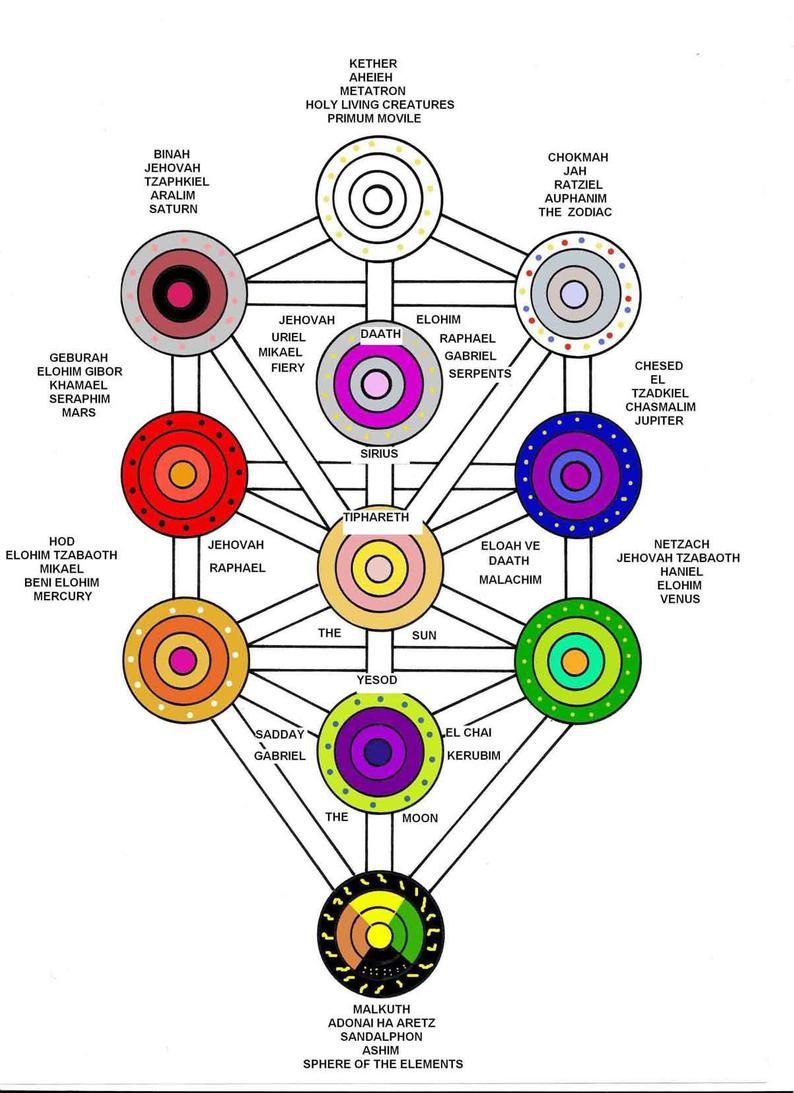 KETHER
AHEIEH
METATRON
HOLY LIVING CREATURES
PRIMUM MOVILE
BINAH
JEHOVAH
TZAPHKIEL
ARALIM
SATURN
CHOKMAH
JAH
RATZIEL
AUPHANIM
THE ZODIAC
JEHOVAH
URIEL
MIKAEL
FIERY
DAATH
ELOHIM
RAPHAEL
GABRIEL
SERPENTS
SIRIUS
GEBURAH
ELOHIM GIBOR
KHAMAEL
SERAPHIM
MARS
CHESED
EL
TZADKIEL
CHASMALIM
JUPITER
TIPHARETH
JEHOVAH
RAPHAEL
ELOAH VE
DAATH
MALACHIM
THE SUN
HOD
ELOHIM TZABAOTH
MIKAEL
BENI ELOHIM
MERCURY
NETZACH
JEHOVAH TZABAOTH
HANIEL
ELOHIM
VENUS
YESOD
SADDAY
GABRIEL
EL CHAI
KERUBIM
THE MOON
MALKUTH
ADONAI HA ARETZ
SANDALPHON
ASHIM
SPHERE OF THE ELEMENTS